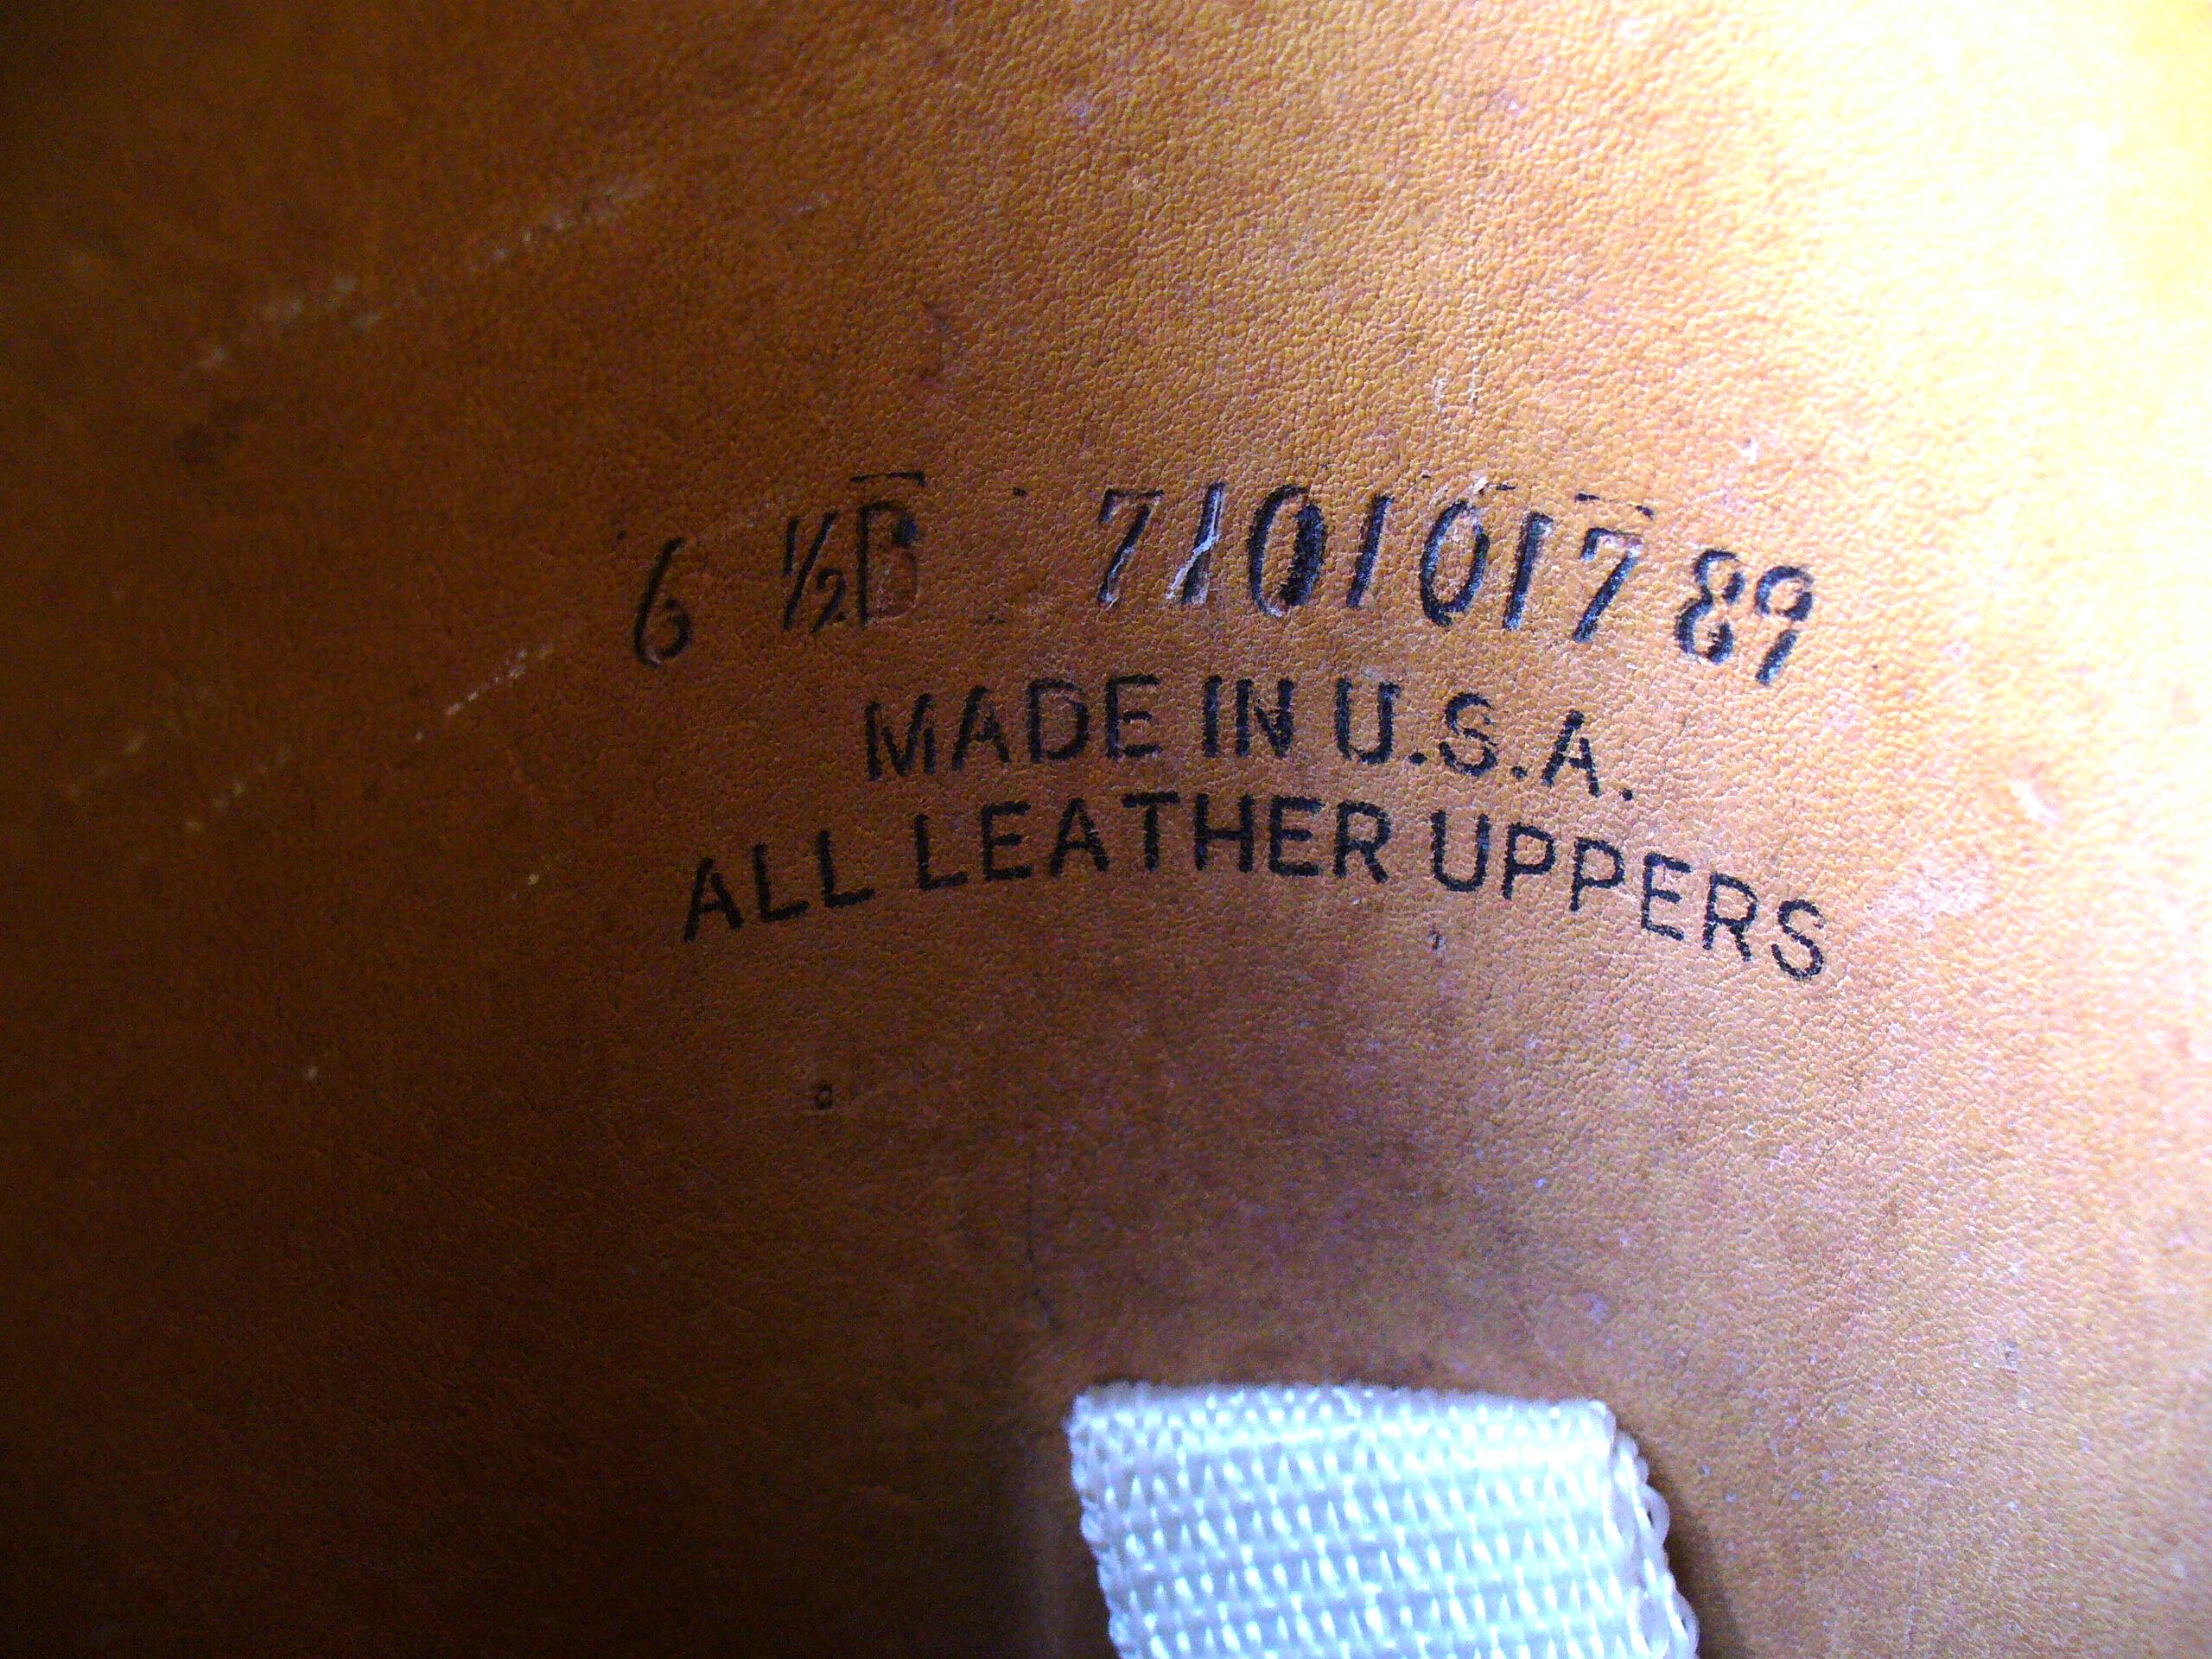 6 ½B 7101017 89
MADE IN U.S.A.
ALL LEATHER UPPERS